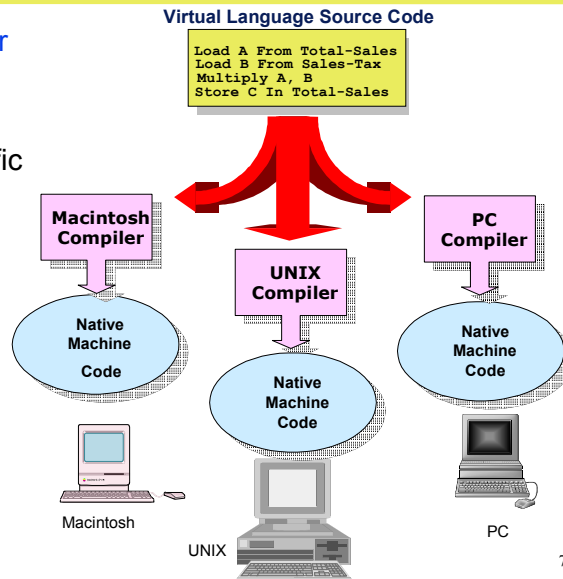 Virtual Language Source Code
r
Load A From Total-Sales
Load B From Sales-Tax
Multiply A, B
Store C In Total-Sales
fic
Macintosh
Compiler
UNIX
Compiler
PC
Compiler
Native
Machine
Code
Native
Machine
Code
Native
Machine
Code
Macintosh
UNIX
PC